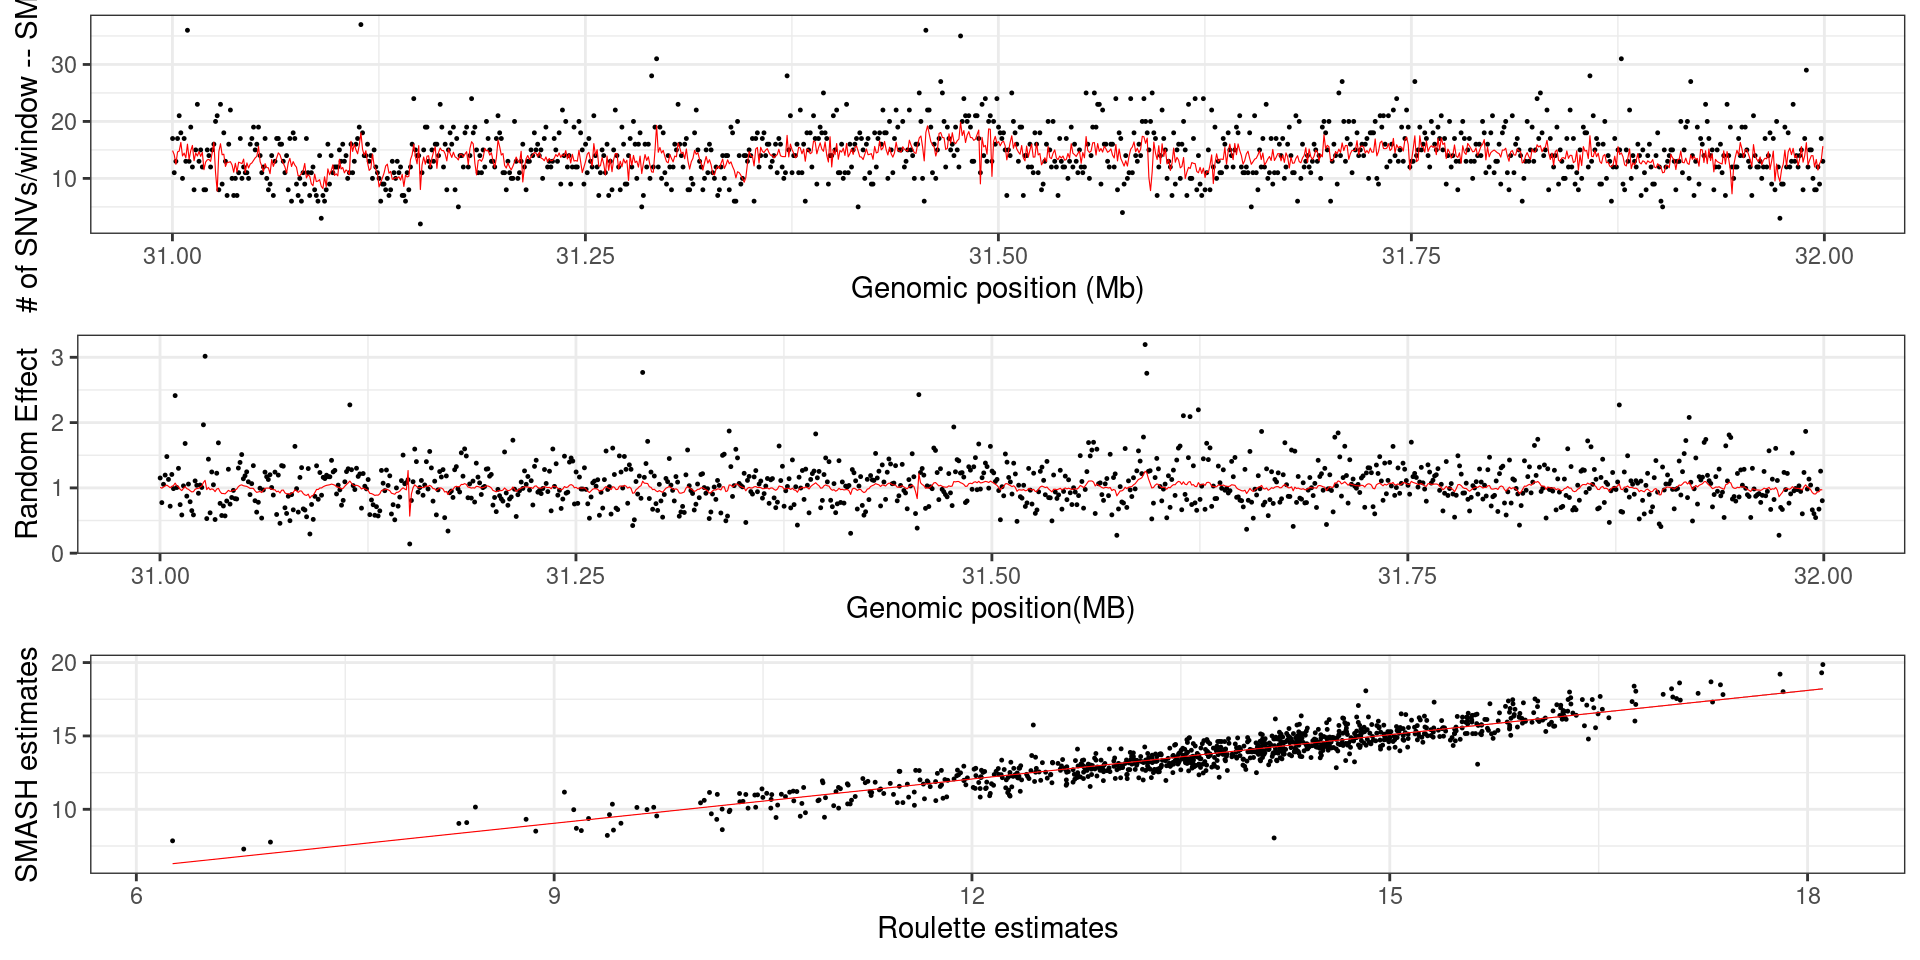 # of SNVs/window -- SM
30
20
10
31.00 31.25 31.50 31.75 32.00
Genomic position (Mb)
Random Effect
3
2
1
0
31.00 31.25 31.50 31.75 32.00
Genomic position(MB)
SMASH estimates
20
15
10
6 9 12 15 18
Roulette estimates